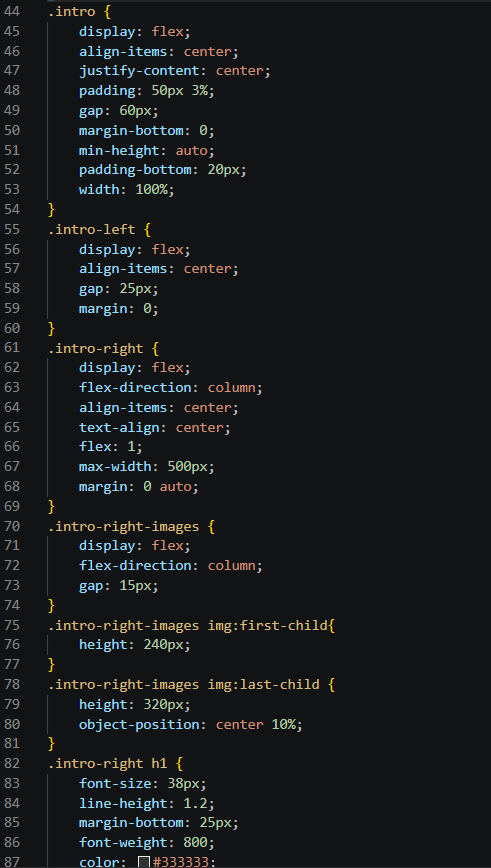 44 .intro {
45 display: flex;
46 align-items: center;
47 justify-content: center;
48 padding: 50px 3%;
49 gap: 60px;
50 margin-bottom: 0;
51 min-height: auto;
52 padding-bottom: 20px;
53 width: 100%;
54 }
55 .intro-left {
56 display: flex;
57 align-items: center;
58 gap: 25px;
59 margin: 0;
60 }
61 .intro-right {
62 display: flex;
63 flex-direction: column;
64 align-items: center;
65 text-align: center;
66 flex: 1;
67 max-width: 500px;
68 margin: 0 auto;
69 }
70 .intro-right-images {
71 display: flex;
72 flex-direction: column;
73 gap: 15px;
74 }
75 .intro-right-images img:first-child{
76 height: 240px;
77 }
78 .intro-right-images img:last-child {
79 height: 320px;
80 object-position: center 10%;
81 }
82 .intro-right h1 {
83 font-size: 38px;
84 line-height: 1.2;
85 margin-bottom: 25px;
86 font-weight: 800;
87 color: #333333;